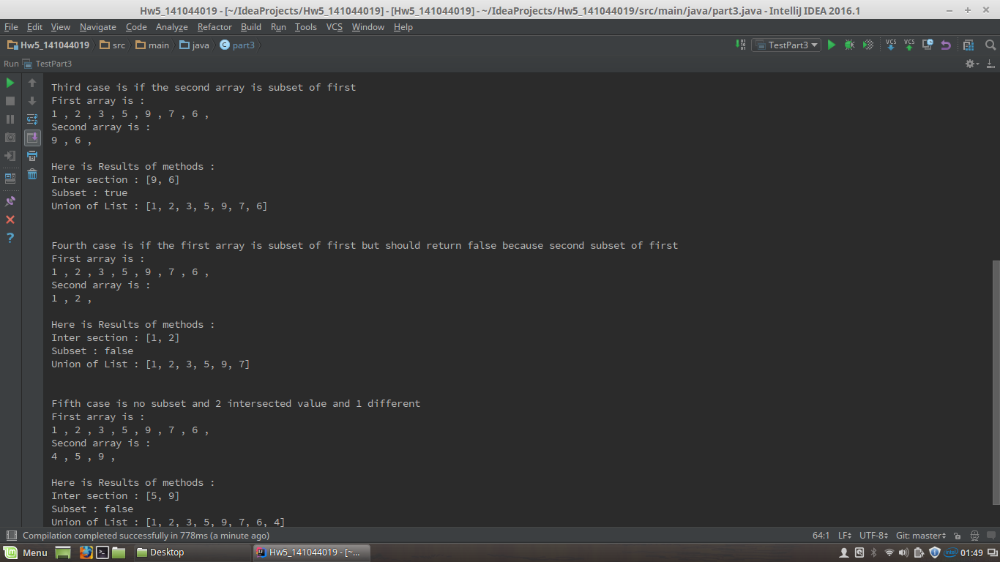 Hw5_141044019 - [~/IdeaProjects/Hw5_141044019] - [Hw5_141044019] - ~/IdeaProjects/Hw5_141044019/src/main/java/part3.java - IntelliJ IDEA 2016.1
File Edit View Navigate Code Analyze Refactor Build Run Tools VCS Window Help
Hw5_141044019 src main java part3 TestPart3 VCS VCS
Run TestPart3
Third case is if the second array is subset of first
First array is :
1 , 2 , 3 , 5 , 9 , 7 , 6 ,
Second array is :
9 , 6 ,
Here is Results of methods :
Inter section : [9, 6]
Subset : true
Union of List : [1, 2, 3, 5, 9, 7, 6]
Fourth case is if the first array is subset of first but should return false because second subset of first
First array is :
1 , 2 , 3 , 5 , 9 , 7 , 6 ,
Second array is :
1 , 2 ,
Here is Results of methods :
Inter section : [1, 2]
Subset : false
Union of List : [1, 2, 3, 5, 9, 7]
Fifth case is no subset and 2 intersected value and 1 different
First array is :
1 , 2 , 3 , 5 , 9 , 7 , 6 ,
Second array is :
4 , 5 , 9 ,
Here is Results of methods :
Inter section : [5, 9]
Subset : false
Union of List : [1, 2, 3, 5, 9, 7, 6, 4]
Compilation completed successfully in 778ms (a minute ago) 64:1 LF UTF-8 Git: master
Menu Desktop Hw5_141044019 - [~... intel 01:49